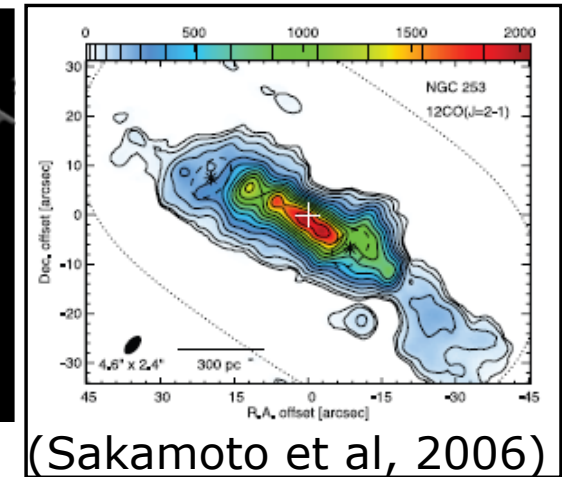 0 500 1000 1500 2000
NGC 253
12CO(J=2-1)
30
20
10
0
-10
-20
-30
Dec. offset [arcsec]
4.6" x 2.4"
300 pc
45 30 15 0 -15 -30 -45
R.A. offset [arcsec]
(Sakamoto et al, 2006)